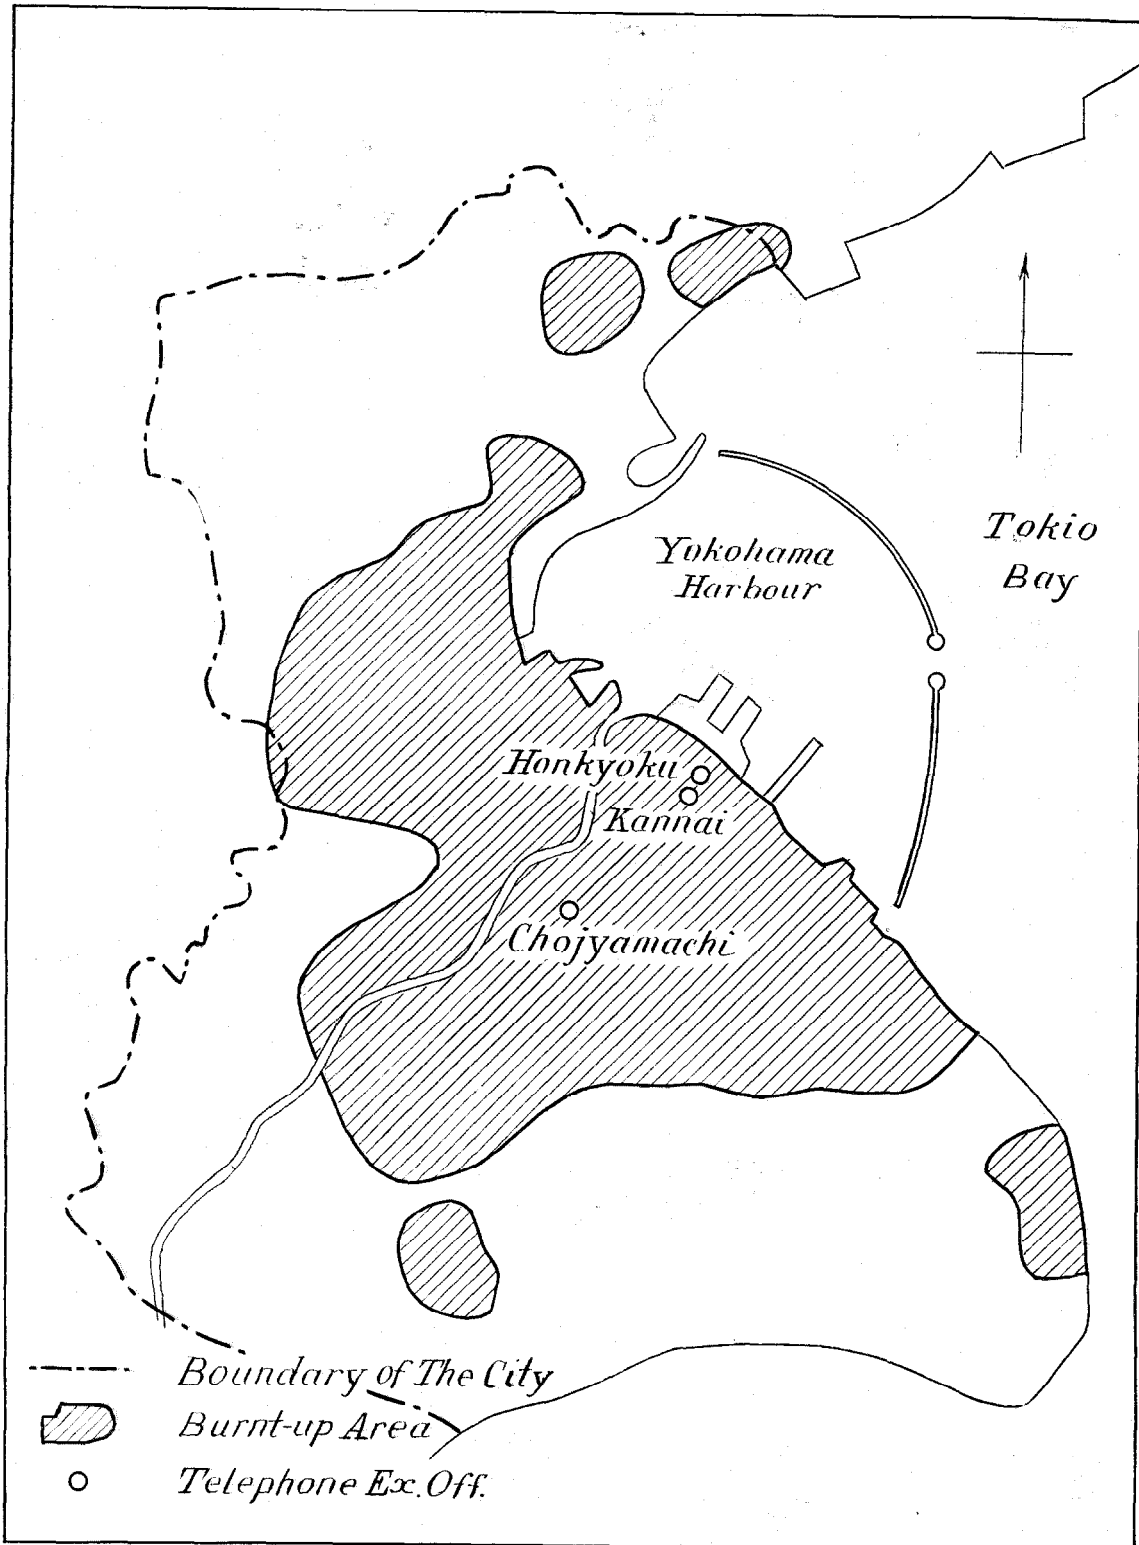 Tokio
Bay
Yokohama
Harbour
Honkyoku
Kannai
Chojyamachi
Boundary of The City
Burnt-up Area
Telephone Ex. Off.